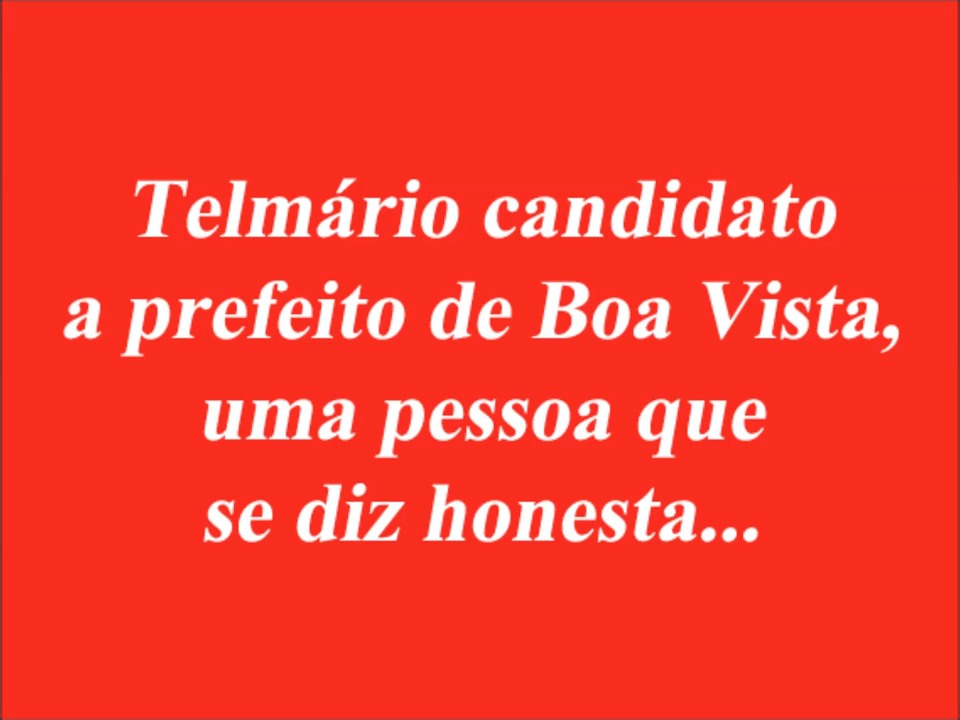 Telmário candidato
a prefeito de Boa Vista,
uma pessoa que
se diz honesta...